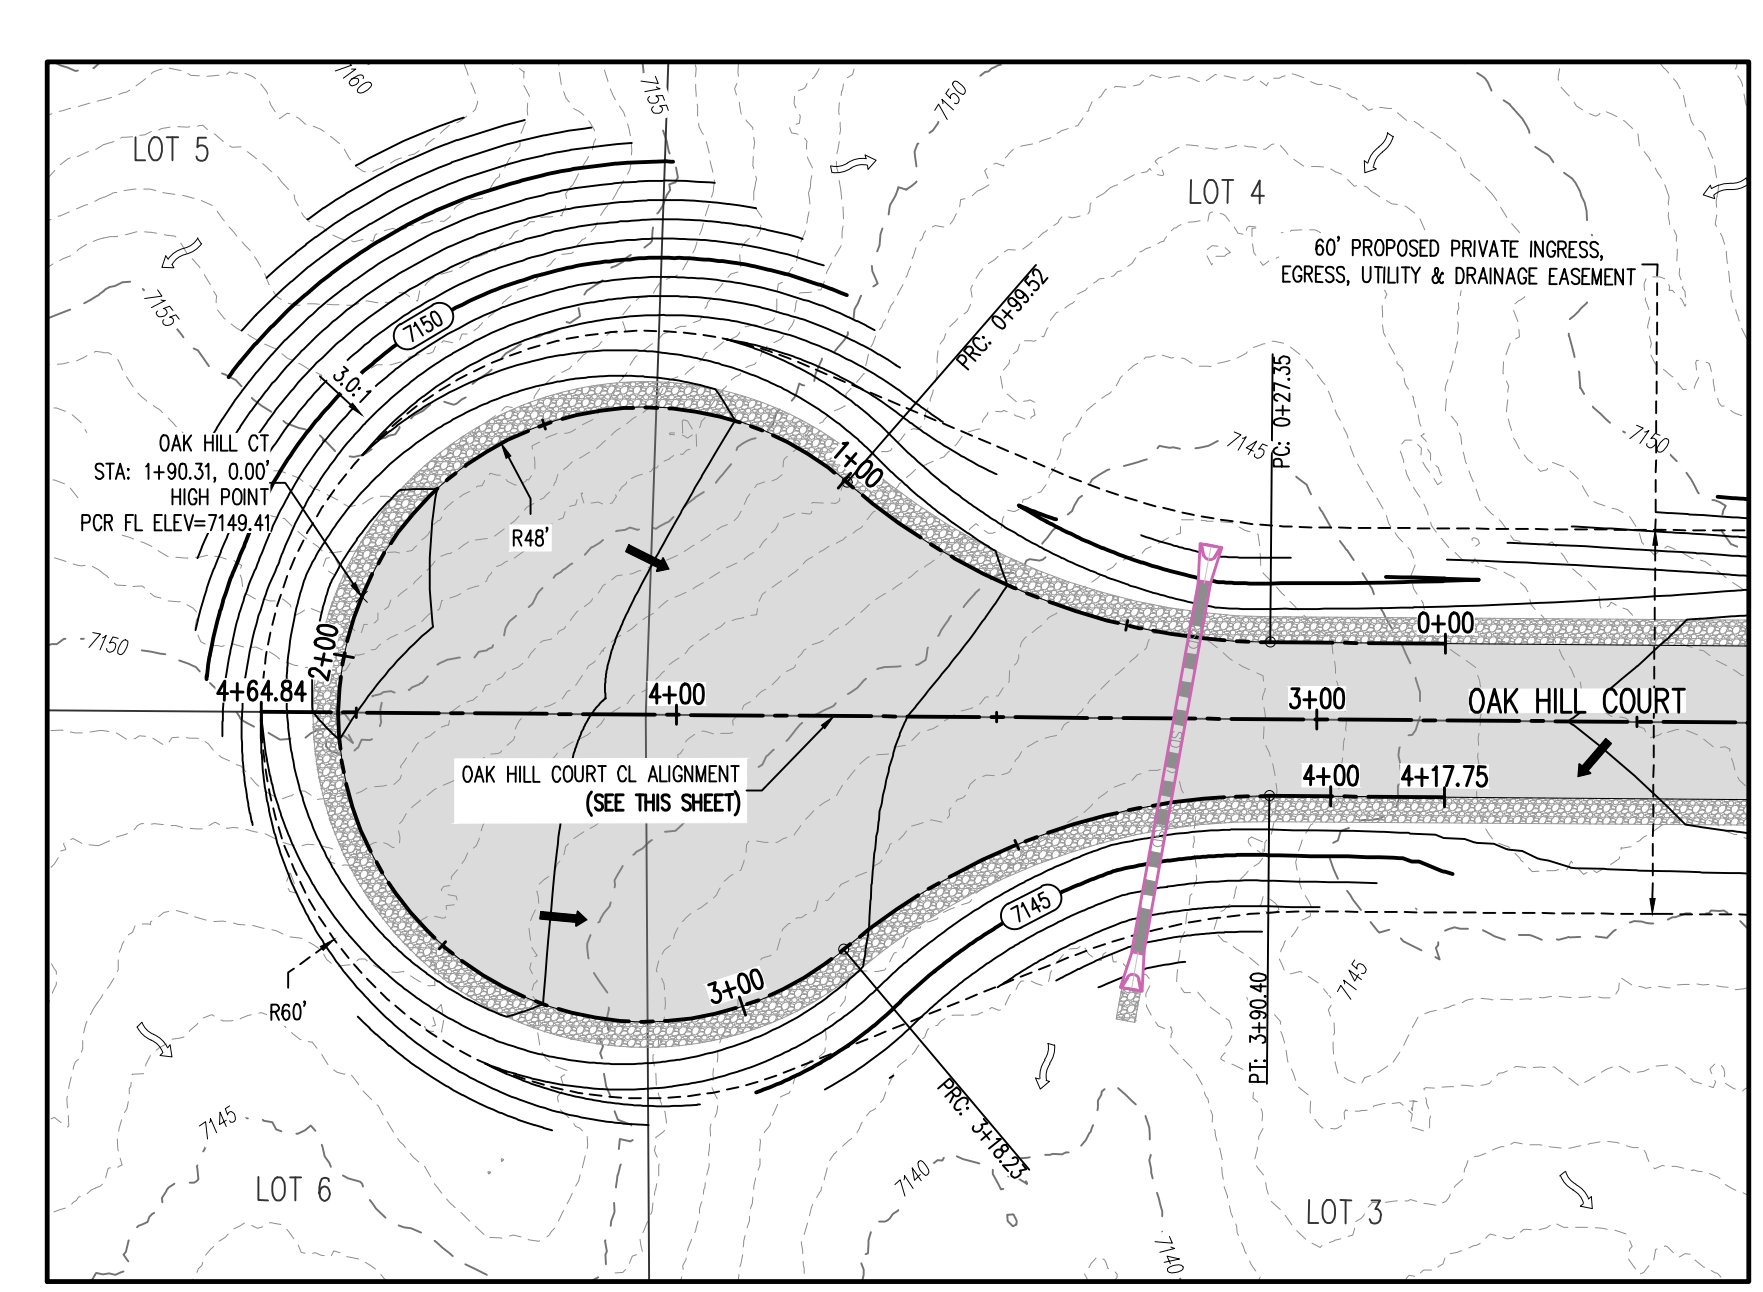 7160
7155
7150
LOT 5
LOT 4
60' PROPOSED PRIVATE INGRESS,
EGRESS, UTILITY & DRAINAGE EASEMENT
7155
7150
PRC: 0+99.52
PC: 0+27.35
3.0:1
7145
7150
OAK HILL CT
STA: 1+90.31, 0.00'
HIGH POINT
PCR FL ELEV=7149.41
1+00
R48'
7150
2+00
0+00
4+64.84
4+00
3+00
OAK HILL COURT
OAK HILL COURT CL ALIGNMENT
(SEE THIS SHEET)
4+00
4+17.75
7145
3+00
R60'
7145
PT: 3+90.40
PRC: 3+18.23
7145
7140
LOT 6
LOT 3
7140